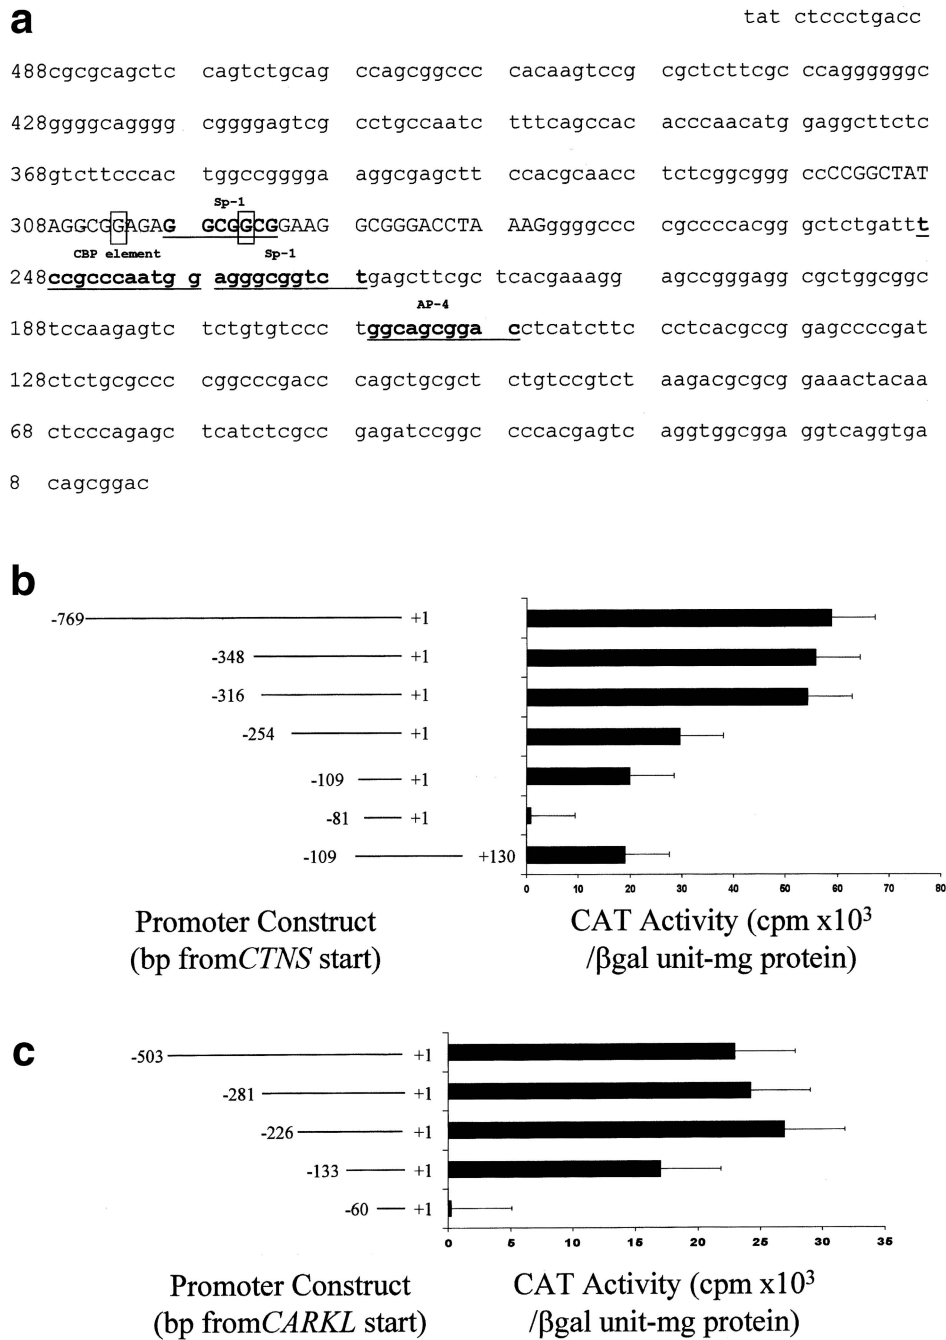 a
tat ctccctgacc
488cgcgcagctc cagtctgcag ccagcggccc cacaagtccg cgctcttcgc ccaggggggc
428ggggcagggg cggggagtcg cctgccaatc tttcagccac acccaacatg gaggcttctc
368gtcttcccac tggccgggga aggcgagctt ccacgcaacc tctcggcggg ccCCGGCTAT
Sp-1
308AGGCGGAGAG GCGGCGGAAG GCGGGACCTA AAGggggccc cgccccacgg gctctgattt
CBP element Sp-1
248ccgcccaatg g agggcggtc tgagcttcgc tcacgaaagg agccgggagg cgctggcggc
AP-4
188tccaagagtc tctgtgtccc tggcagcgga cctcatcttc cctcacgccg gagccccgat
128ctctgcgccc cggcccgacc cagctgcgct ctgtccgtct aagacgcgcg gaaactacaa
68 ctcccagagc tcatctcgcc gagatccggc cccacgagtc aggtggcgga ggtcaggtga
8 cagcggac
b
-769 +1
-348 +1
-316 +1
-254 +1
-109 +1
-81 +1
-109 +130
0 10 20 30 40 50 60 70 80
Promoter Construct
(bp fromCTNS start)
CAT Activity (cpm x10³
/βgal unit-mg protein)
c
-503 +1
-281 +1
-226 +1
-133 +1
-60 +1
0 5 10 15 20 25 30 35
Promoter Construct
(bp fromCARKL start)
CAT Activity (cpm x10³
/βgal unit-mg protein)